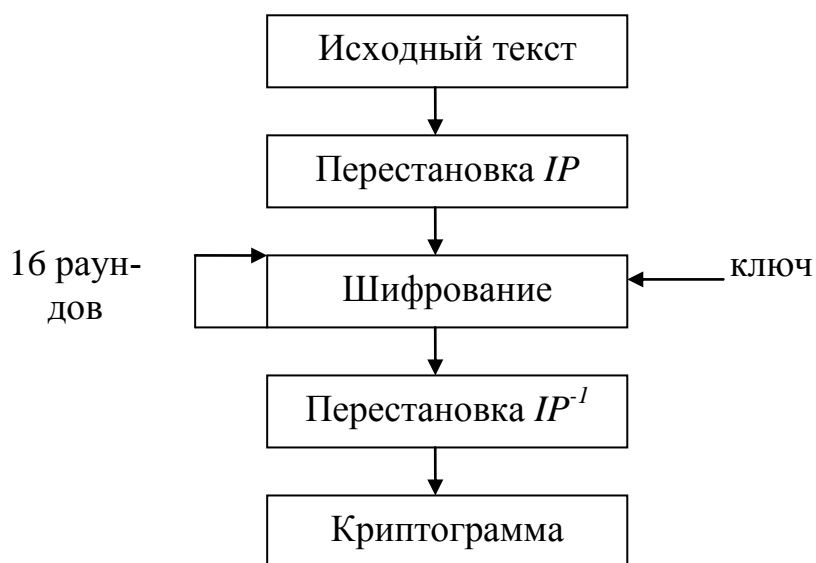 Исходный текст
Перестановка IP
16 раун-
дов
Шифрование
ключ
Перестановка IP^-1
Криптограмма